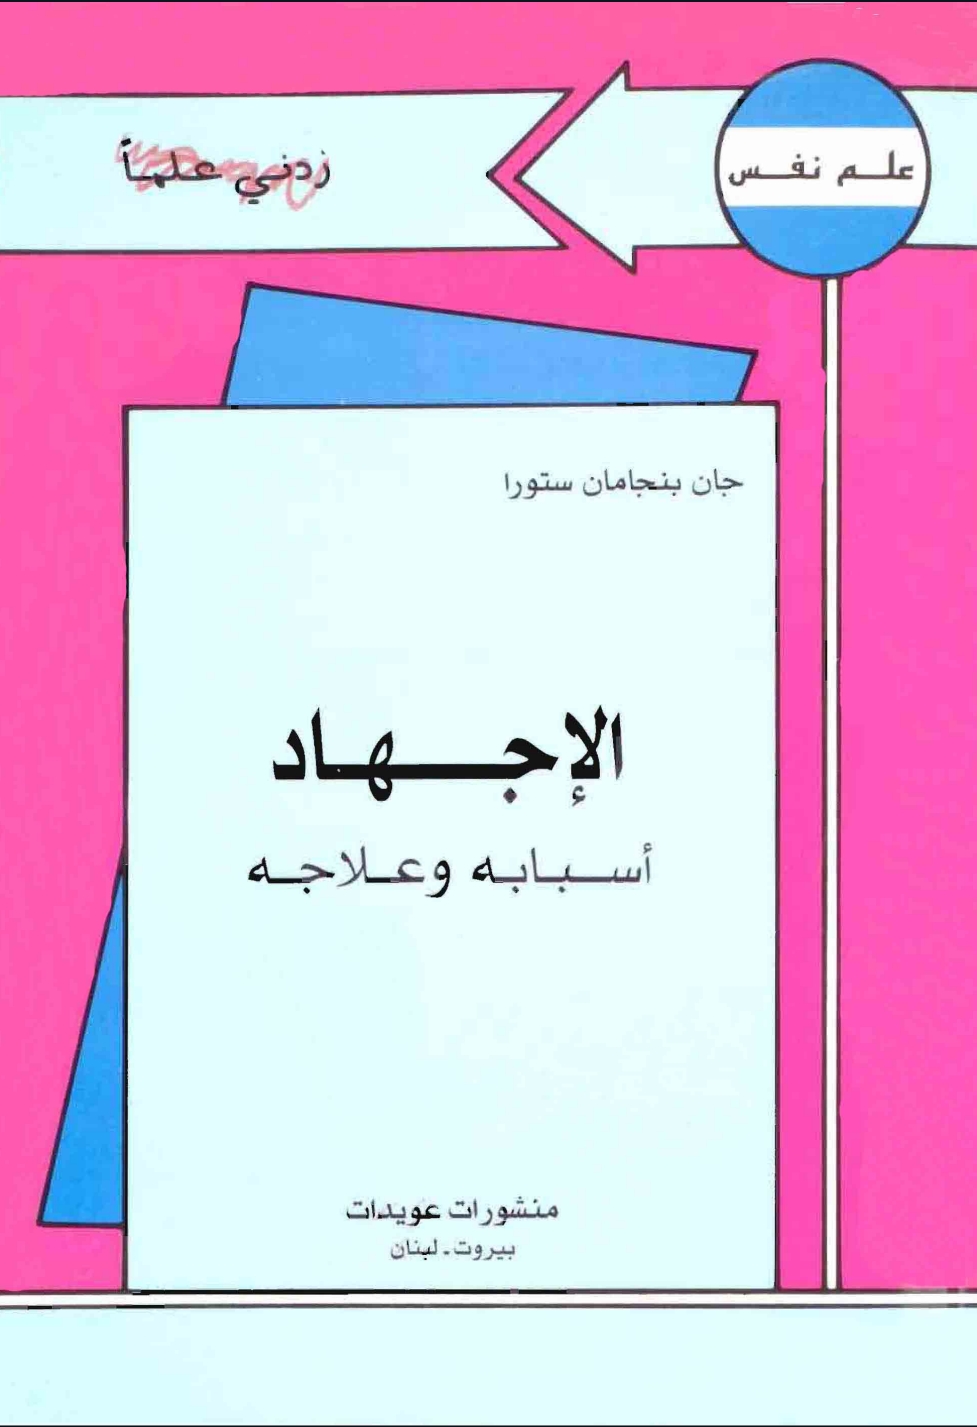 علم نفس
زدني علماً
جان بنجامان ستورا
الإجهاد
أسبابه وعلاجه
منشورات عويدات
بيروت - لبنان